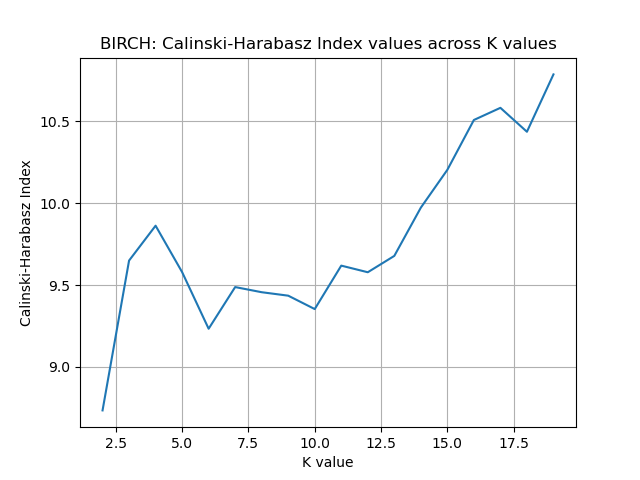 BIRCH: Calinski-Harabasz Index values across K values
Calinski-Harabasz Index
10.5
10.0
9.5
9.0
2.5 5.0 7.5 10.0 12.5 15.0 17.5
K value